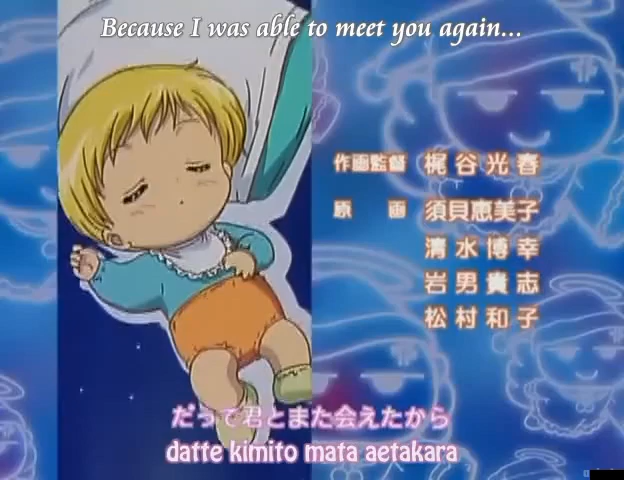 Because I was able to meet you again...
作画監督 梶谷光春
原 画 須貝恵美子
清水博幸
岩男貴志
松村和子
だって君とまた会えたから
datte kimito mata aetakara